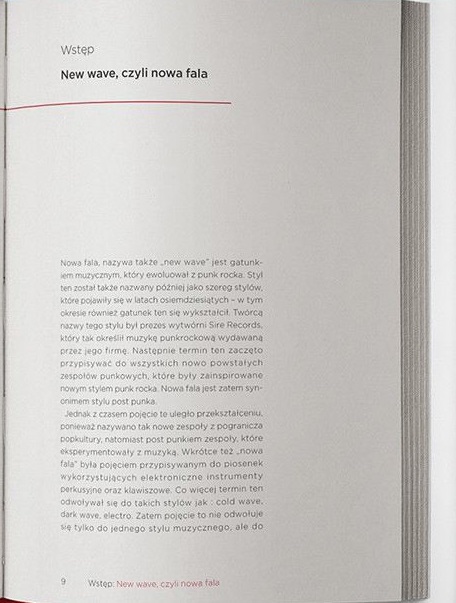 Wstęp
New wave, czyli nowa fala
Nowa fala, nazywa także „new wave” jest gatunk-
iem muzycznym, który ewoluował z punk rocka. Styl
ten został także nazwany później jako szereg stylów,
które pojawiły się w latach osiemdziesiątych – w tym
okresie również gatunek ten się wykształcił. Twórcą
nazwy tego stylu był prezes wytwórni Sire Records,
który tak określił muzykę punkrockową wydawaną
przez jego firmę. Następnie termin ten zaczęto
przypisywać do wszystkich nowo powstałych
zespołów punkowych, które były zainspirowane
nowym stylem punk rocka. Nowa fala jest zatem syn-
onimem stylu post punka.
Jednak z czasem pojęcie te uległo przekształceniu,
ponieważ nazywano tak nowe zespoły z pogranicza
popkultury, natomiast post punkiem zespoły, które
eksperymentowały z muzyką. Wkrótce też „nowa
fala” była pojęciem przypisywanym do piosenek
wykorzystujących elektroniczne instrumenty
perkusyjne oraz klawiszowe. Co więcej termin ten
odwoływał się do takich stylów jak : cold wave,
dark wave, electro. Zatem pojęcie to nie odwołuje
się tylko do jednego stylu muzycznego, ale do
9 Wstęp: New wave, czyli nowa fala